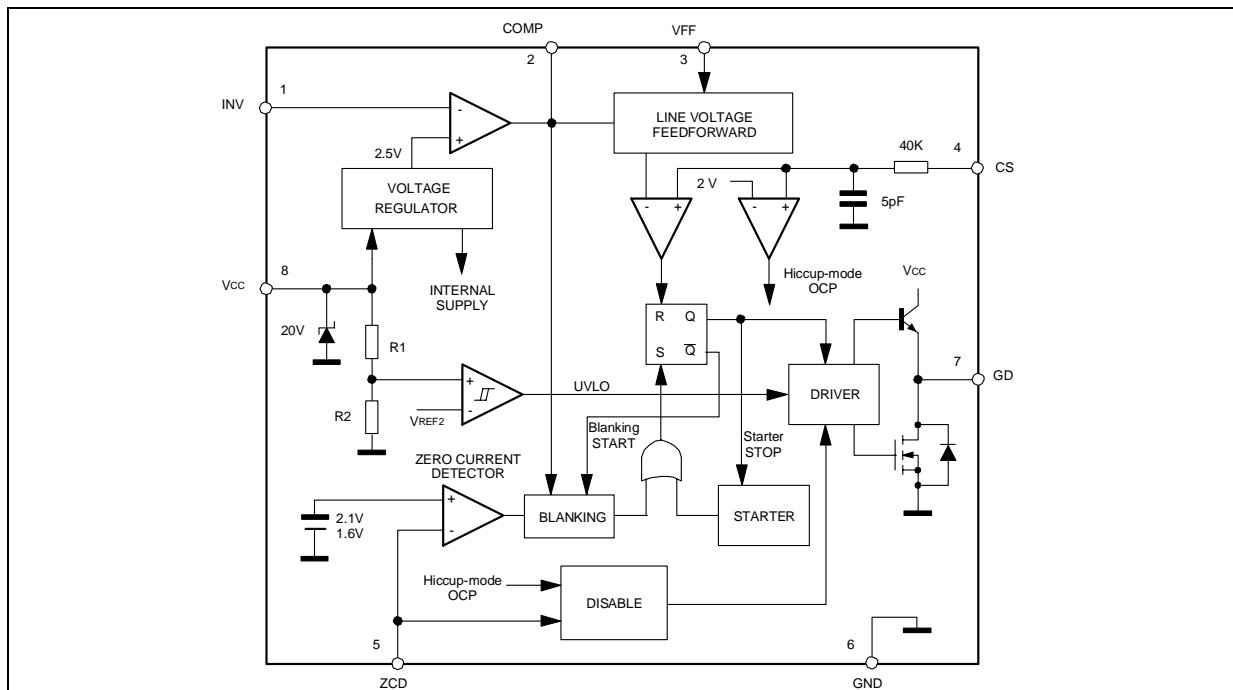 COMP
VFF
2
3
1
INV
-
+
LINE VOLTAGE
FEEDFORWARD
2.5V
40K
4
CS
VOLTAGE
REGULATOR
2 V
-
+
-
+
5pF
8
VCC
INTERNAL
SUPPLY
Hiccup-mode
OCP
VCC
20V
R1
R
Q
S
Q
7
GD
+
-
UVLO
DRIVER
R2
VREF2
Blanking
START
Starter
STOP
ZERO CURRENT
DETECTOR
+
-
2.1V
1.6V
BLANKING
STARTER
Hiccup-mode
OCP
DISABLE
5
6
ZCD
GND